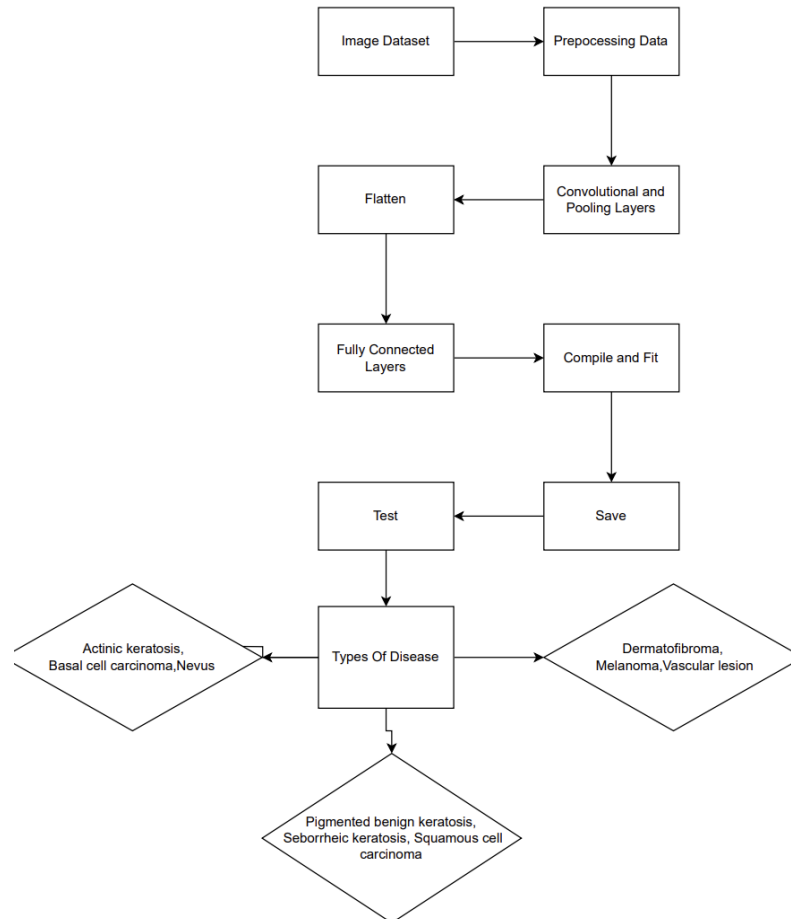 Image Dataset
Prepocessing Data
Flatten
Convolutional and
Pooling Layers
Fully Connected
Layers
Compile and Fit
Test
Save
Actinic keratosis,
Basal cell carcinoma,Nevus
Types Of Disease
Dermatofibroma,
Melanoma,Vascular lesion
Pigmented benign keratosis,
Seborrheic keratosis, Squamous cell
carcinoma